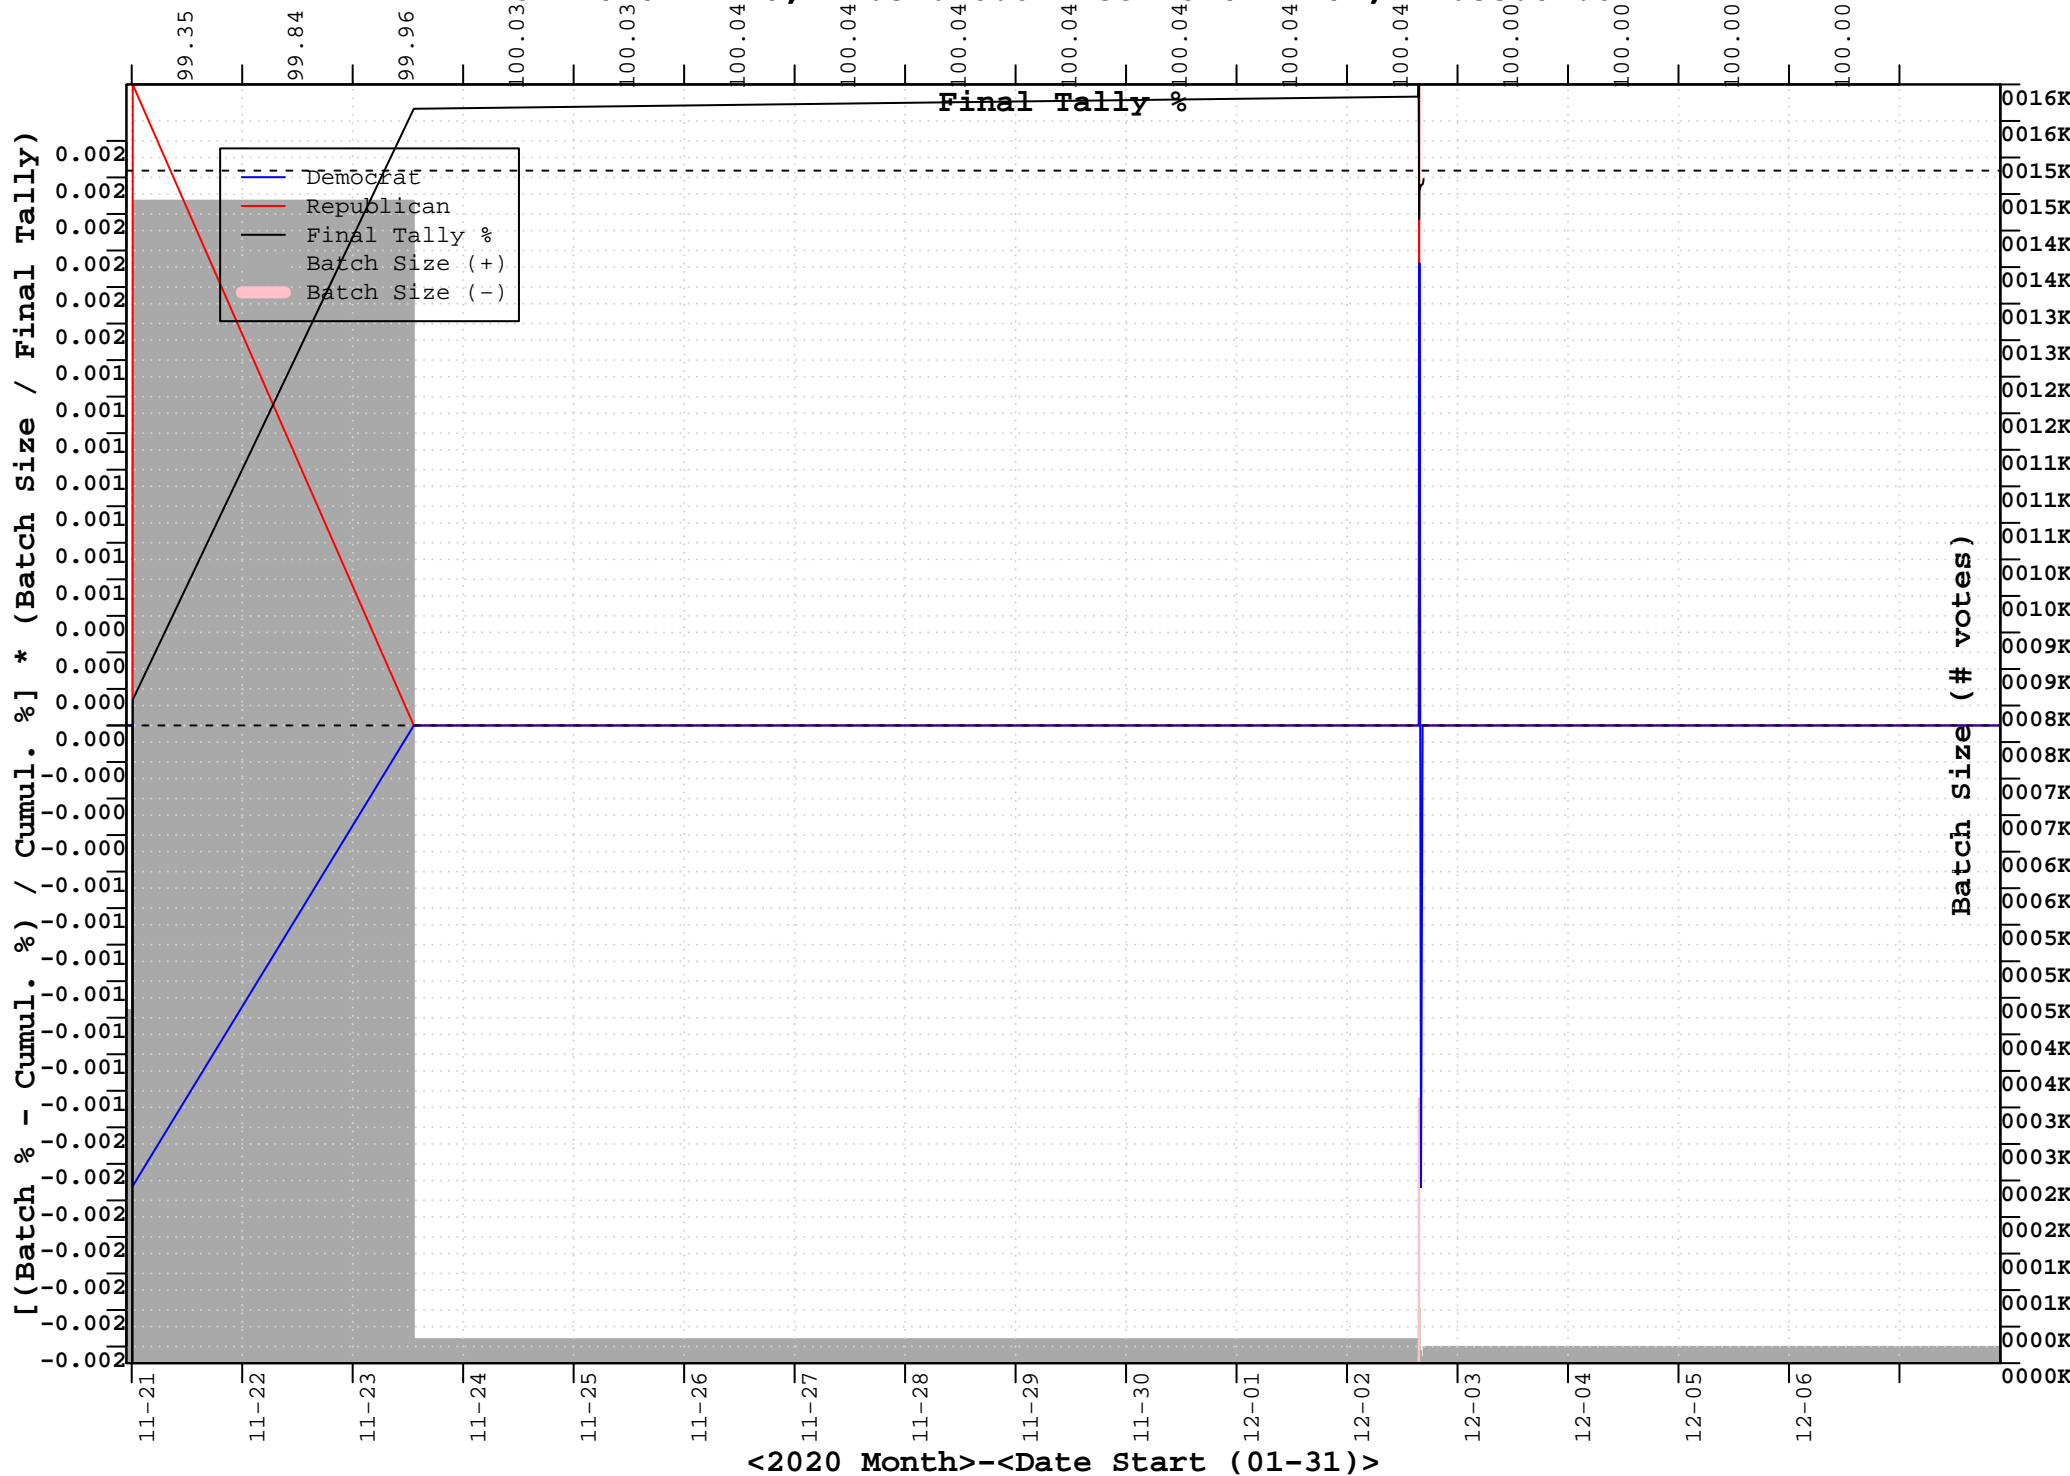 99.35
99.84
99.96
100.03
100.03
100.04
100.04
100.04
100.04
100.04
100.04
100.04
100.00
100.00
100.00
100.00
Final Tally %
Democrat
Republican
Final Tally %
Batch Size (+)
Batch Size (-)
[(Batch % - Cumul. %) / Cumul. %] * (Batch Size / Final Tally)
0.002
0.002
0.002
0.002
0.002
0.002
0.001
0.001
0.001
0.001
0.001
0.001
0.001
0.000
0.000
0.000
0.000
-0.000
-0.000
-0.000
-0.001
-0.001
-0.001
-0.001
-0.001
-0.001
-0.001
-0.002
-0.002
-0.002
-0.002
-0.002
-0.002
-0.002
0016K
0016K
0015K
0015K
0014K
0014K
0013K
0013K
0012K
0012K
0011K
0011K
0011K
0010K
0010K
0009K
0009K
0008K
0008K
0007K
0007K
0006K
0006K
0005K
0005K
0005K
0004K
0004K
0003K
0003K
0002K
0002K
0001K
0001K
0000K
0000K
Batch Size (# votes)
11-21
11-22
11-23
11-24
11-25
11-26
11-27
11-28
11-29
11-30
12-01
12-02
12-03
12-04
12-05
12-06
<2020 Month>-<Date Start (01-31)>